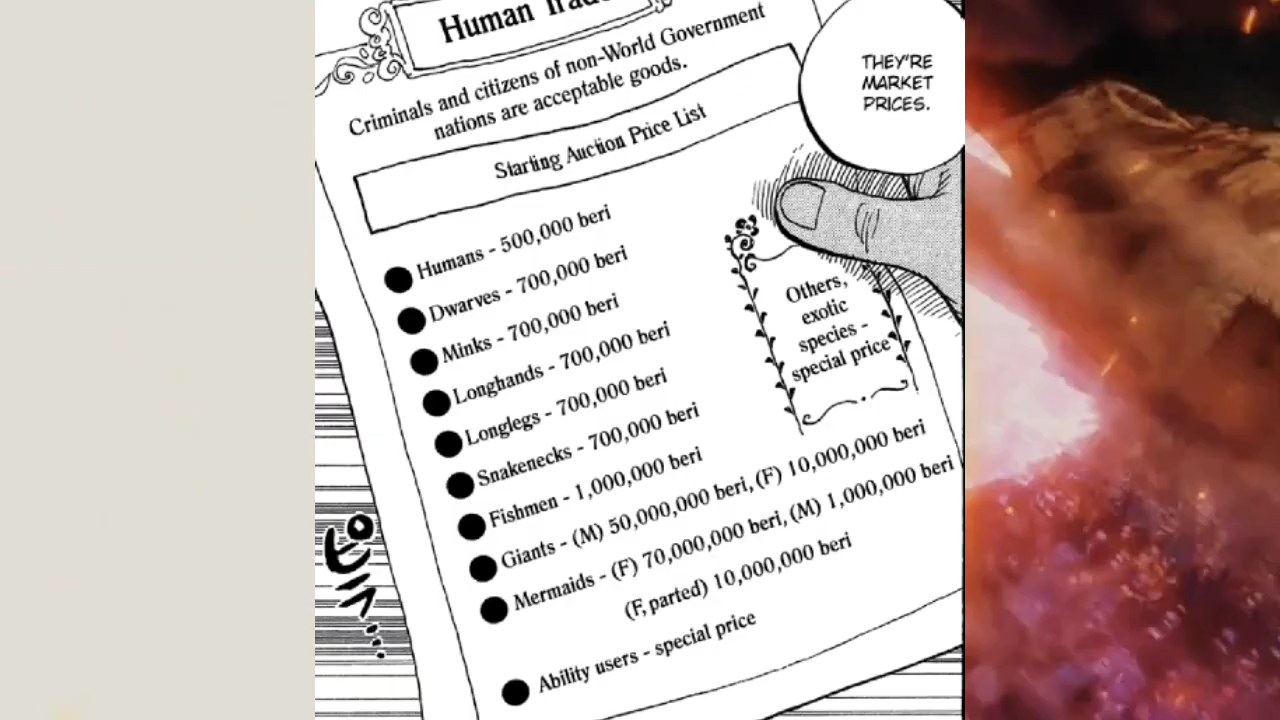 Human Trade
Criminals and citizens of non-World Government
nations are acceptable goods.
THEY'RE
MARKET
PRICES.
Starting Auction Price List
Humans - 500,000 beri
Dwarves - 700,000 beri
Minks - 700,000 beri
Longhands - 700,000 beri
Longlegs - 700,000 beri
Snakenecks - 700,000 beri
Fishmen - 1,000,000 beri
Giants - (M) 50,000,000 beri, (F) 10,000,000 beri
Mermaids - (F) 70,000,000 beri, (M) 1,000,000 beri
(F, parted) 10,000,000 beri
Ability users - special price
Others,
exotic
species -
special price
ピラ…